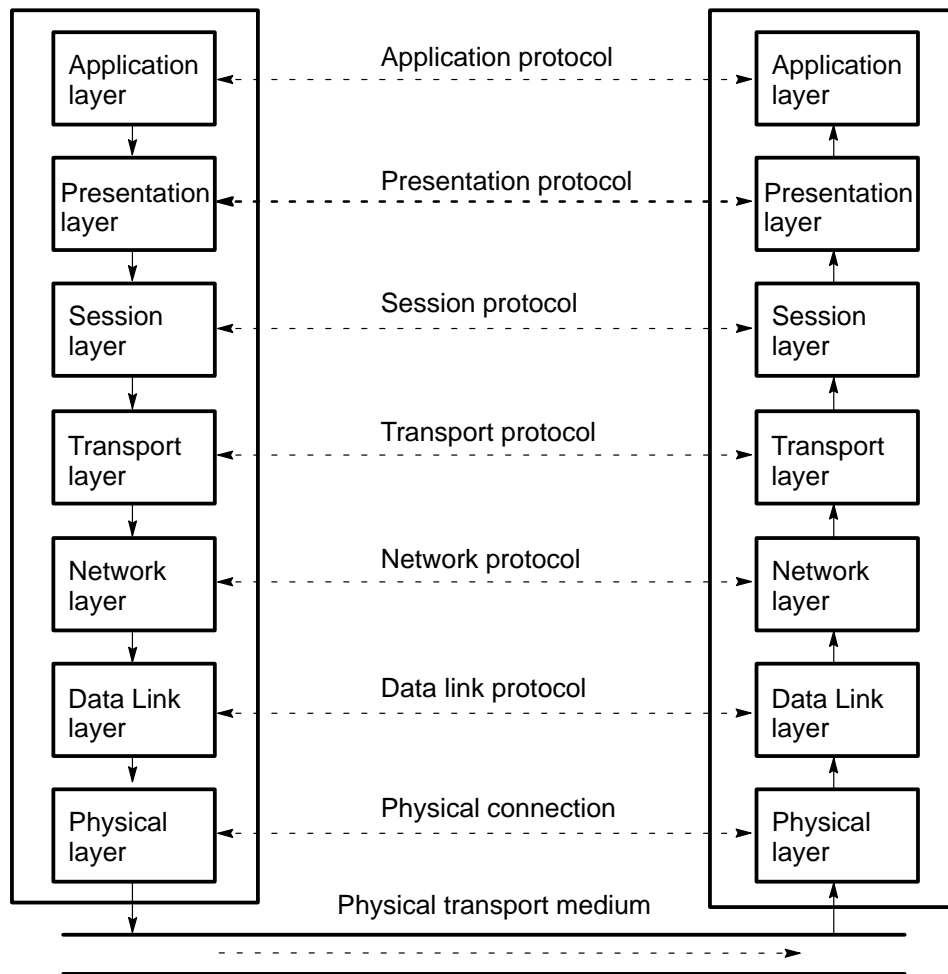 Application
layer
Application protocol
Application
layer
Presentation
layer
Presentation protocol
Presentation
layer
Session
layer
Session protocol
Session
layer
Transport
layer
Transport protocol
Transport
layer
Network
layer
Network protocol
Network
layer
Data Link
layer
Data link protocol
Data Link
layer
Physical
layer
Physical connection
Physical
layer
Physical transport medium